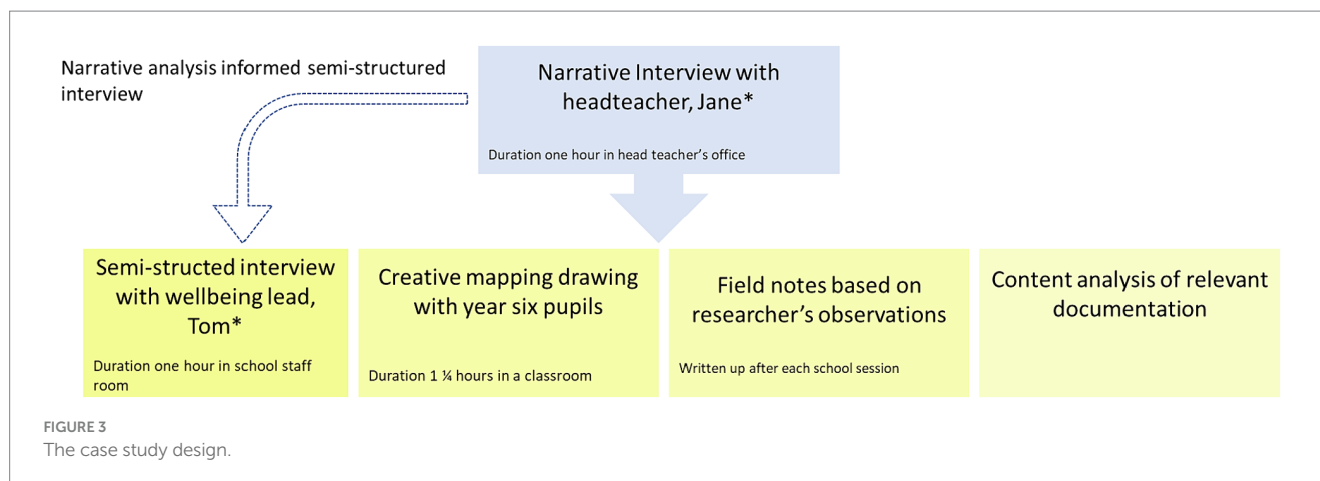 Narrative analysis informed semi-structured
interview
Narrative Interview with
headteacher, Jane*
Duration one hour in head teacher's office
Semi-structed interview
with wellbeing lead,
Tom*
Duration one hour in school staff
room
Creative mapping drawing
with year six pupils
Duration 1 ¼ hours in a classroom
Field notes based on
researcher's observations
Written up after each school session
Content analysis of relevant
documentation
FIGURE 3
The case study design.